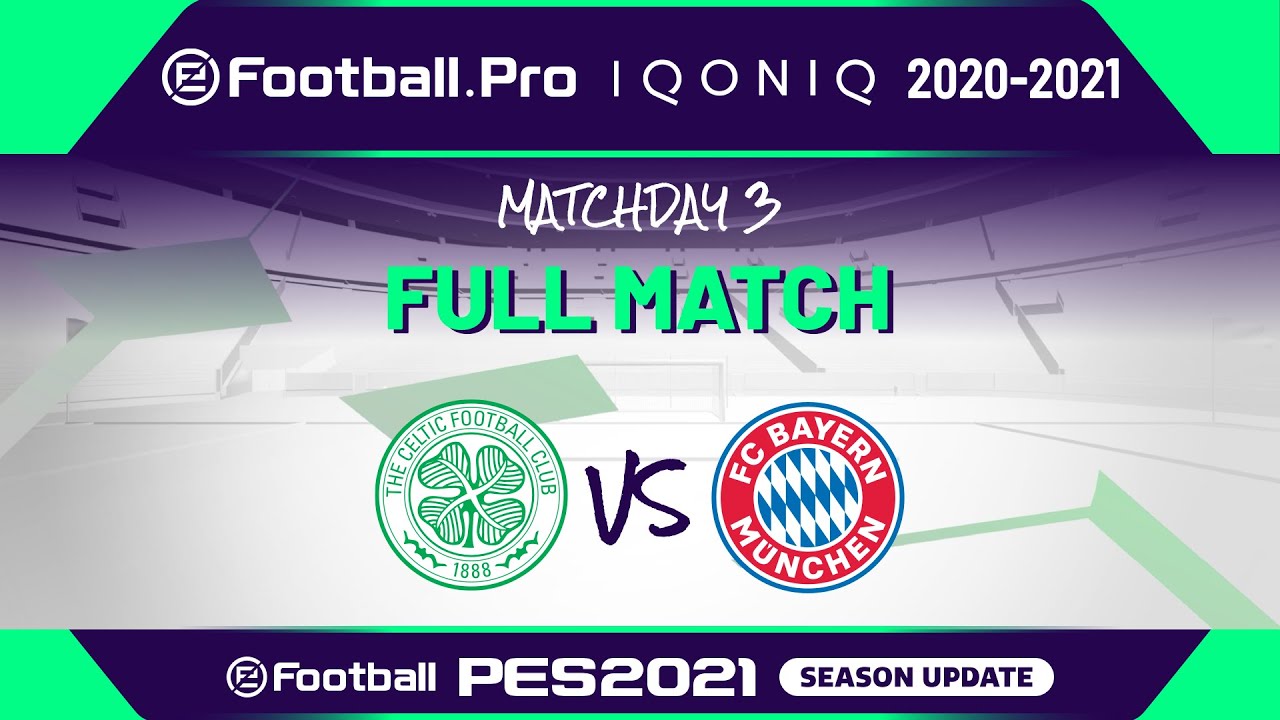 eFootball.Pro IQONIQ 2020-2021
MATCHDAY 3
FULL MATCH
THE CELTIC FOOTBALL CLUB
1888
VS
FC BAYERN
MÜNCHEN
eFootball PES2021 SEASON UPDATE